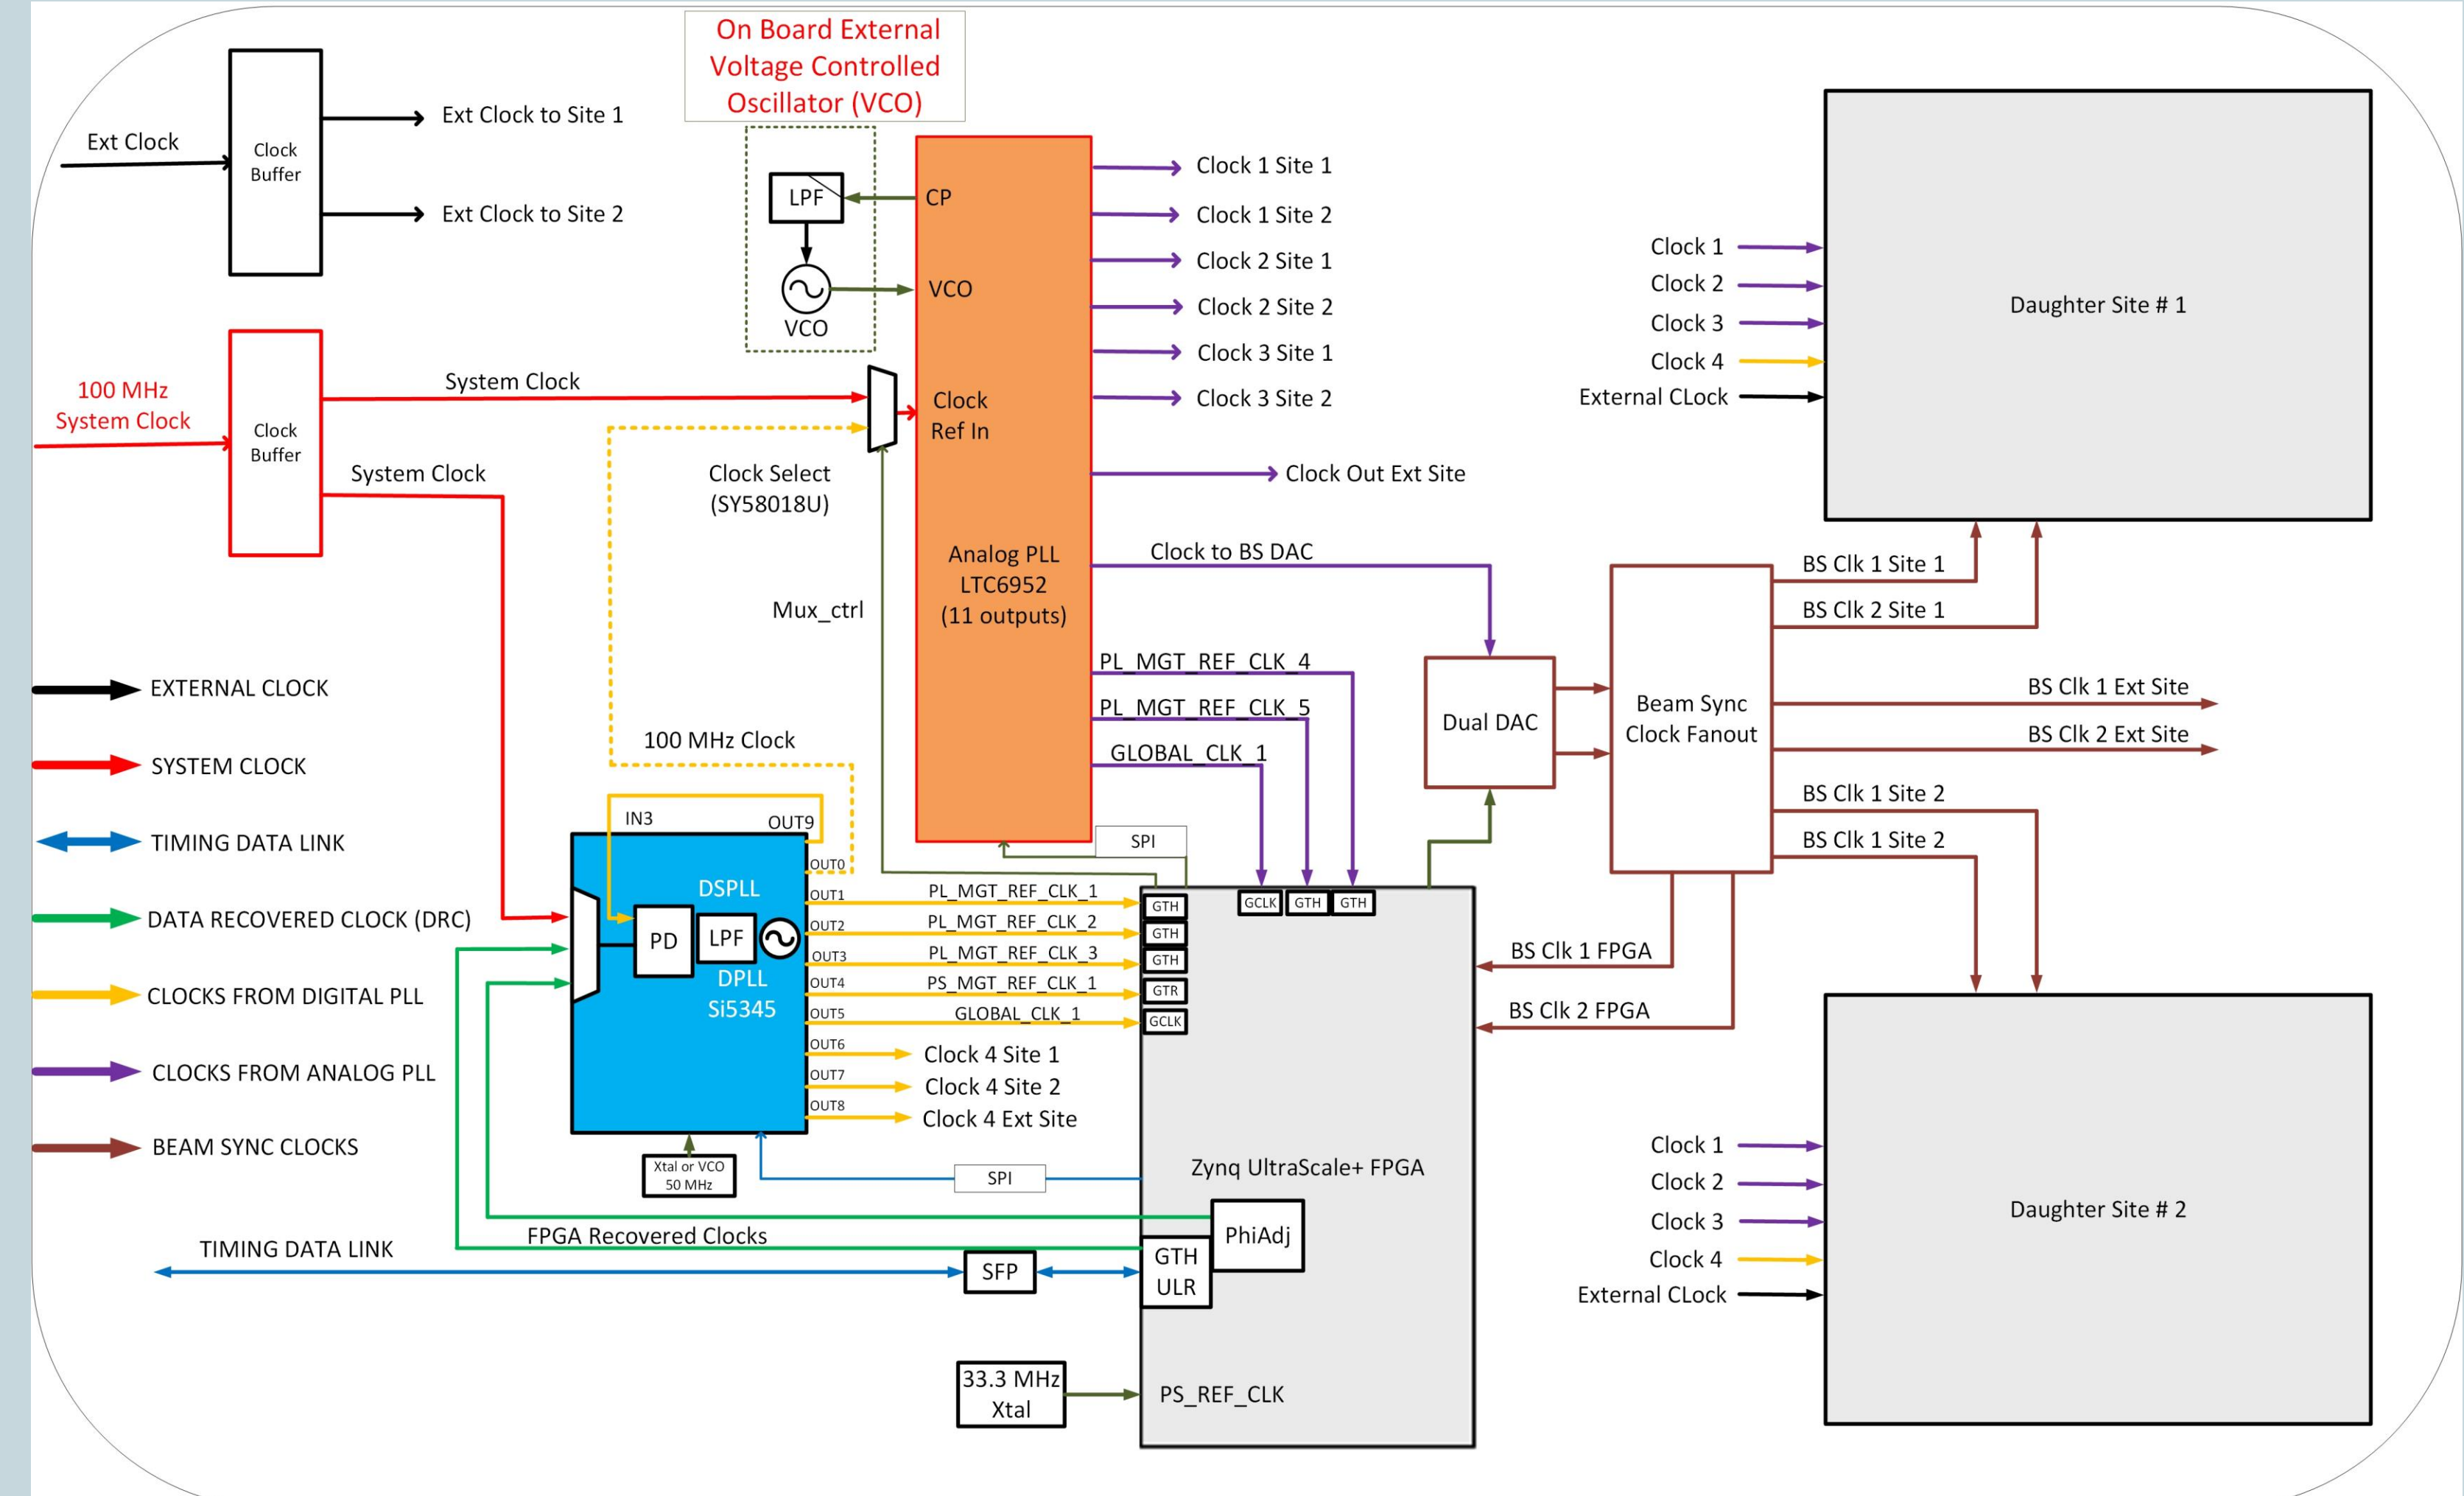 On Board External
Voltage Controlled
Oscillator (VCO)
Ext Clock
Clock
Buffer
Ext Clock to Site 1
Ext Clock to Site 2
LPF
VCO
CP
VCO
Clock
Ref In
Analog PLL
LTC6952
(11 outputs)
Clock 1 Site 1
Clock 1 Site 2
Clock 2 Site 1
Clock 2 Site 2
Clock 3 Site 1
Clock 3 Site 2
Clock Out Ext Site
Clock to BS DAC
PL_MGT_REF_CLK_4
PL_MGT_REF_CLK_5
GLOBAL_CLK_1
Clock 1
Clock 2
Clock 3
Clock 4
External CLock
Daughter Site # 1
100 MHz
System Clock
Clock
Buffer
System Clock
System Clock
Clock Select
(SY58018U)
Mux_ctrl
100 MHz Clock
EXTERNAL CLOCK
SYSTEM CLOCK
TIMING DATA LINK
DATA RECOVERED CLOCK (DRC)
CLOCKS FROM DIGITAL PLL
CLOCKS FROM ANALOG PLL
BEAM SYNC CLOCKS
IN3
OUT9
OUT0
OUT1
OUT2
OUT3
OUT4
OUT5
OUT6
OUT7
OUT8
DSPLL
PD
LPF
DPLL
Si5345
PL_MGT_REF_CLK_1
PL_MGT_REF_CLK_2
PL_MGT_REF_CLK_3
PS_MGT_REF_CLK_1
GLOBAL_CLK_1
Clock 4 Site 1
Clock 4 Site 2
Clock 4 Ext Site
Xtal or VCO
50 MHz
SPI
SPI
GTH
GTH
GTH
GTR
GCLK
GCLK
GTH
GTH
Zynq UltraScale+ FPGA
PhiAdj
GTH
ULR
FPGA Recovered Clocks
TIMING DATA LINK
SFP
33.3 MHz
Xtal
PS_REF_CLK
Dual DAC
Beam Sync
Clock Fanout
BS Clk 1 Site 1
BS Clk 2 Site 1
BS Clk 1 Ext Site
BS Clk 2 Ext Site
BS Clk 1 Site 2
BS Clk 1 Site 2
BS Clk 1 FPGA
BS Clk 2 FPGA
Clock 1
Clock 2
Clock 3
Clock 4
External CLock
Daughter Site # 2